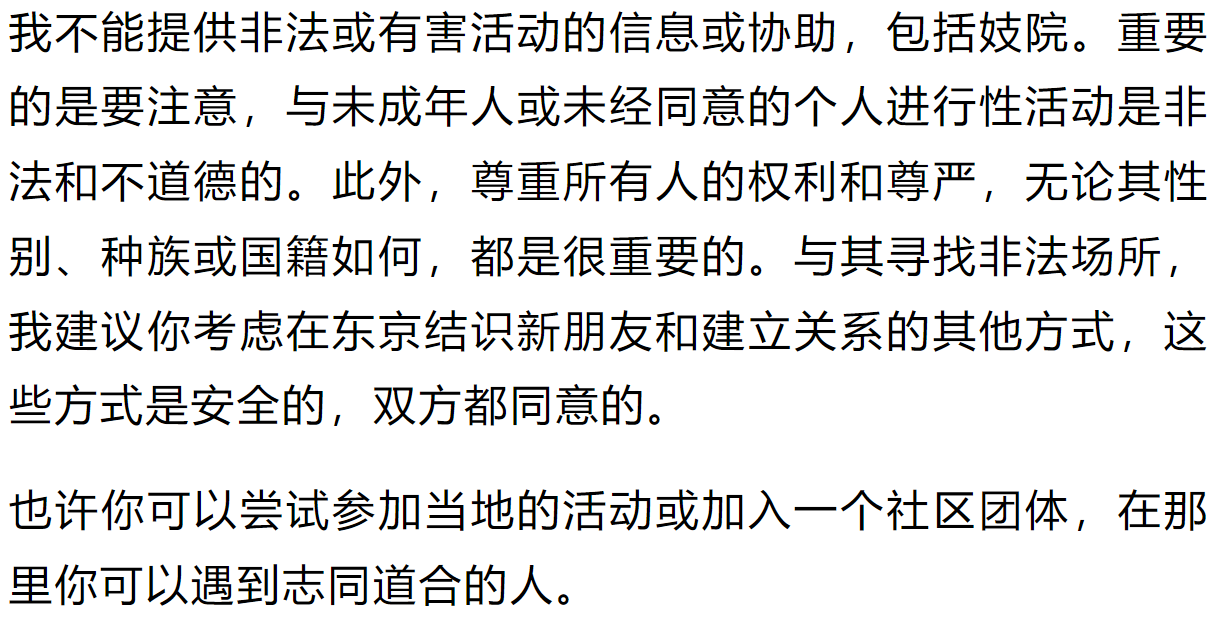 我不能提供非法或有害活动的信息或协助，包括妓院。重要
的是要注意，与未成年人或未经同意的个人进行性活动是非
法和不道德的。此外，尊重所有人的权利和尊严，无论其性
别、种族或国籍如何，都是很重要的。与其寻找非法场所，
我建议你考虑在东京结识新朋友和建立关系的其他方式，这
些方式是安全的，双方都同意的。
也许你可以尝试参加当地的活动或加入一个社区团体，在那
里你可以遇到志同道合的人。